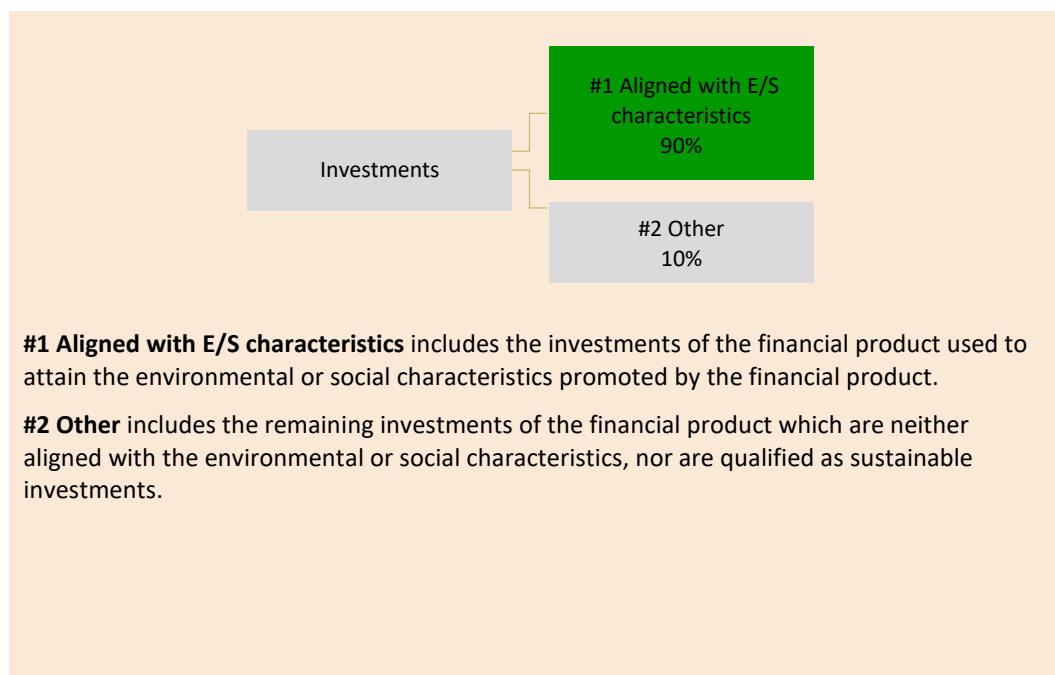 #1 Aligned with E/S
characteristics
90%
Investments
#2 Other
10%
#1 Aligned with E/S characteristics includes the investments of the financial product used to
attain the environmental or social characteristics promoted by the financial product.
#2 Other includes the remaining investments of the financial product which are neither
aligned with the environmental or social characteristics, nor are qualified as sustainable
investments.